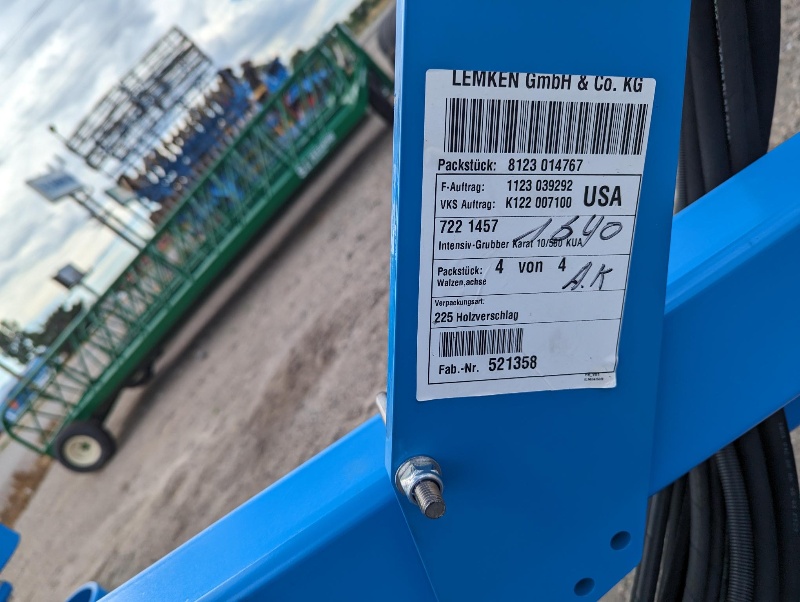 LEMKEN GmbH & Co. KG
Packstück: 8123 014767
F-Auftrag: 1123 039292
VKS Auftrag: K122 007100
USA
722 1457
Intensiv-Grubber Karat 10/500 KUA
Packstück: 4 von 4
Walzen,achse
A.K
Verpackungsart:
225 Holzverschlag
Fab.-Nr. 521358